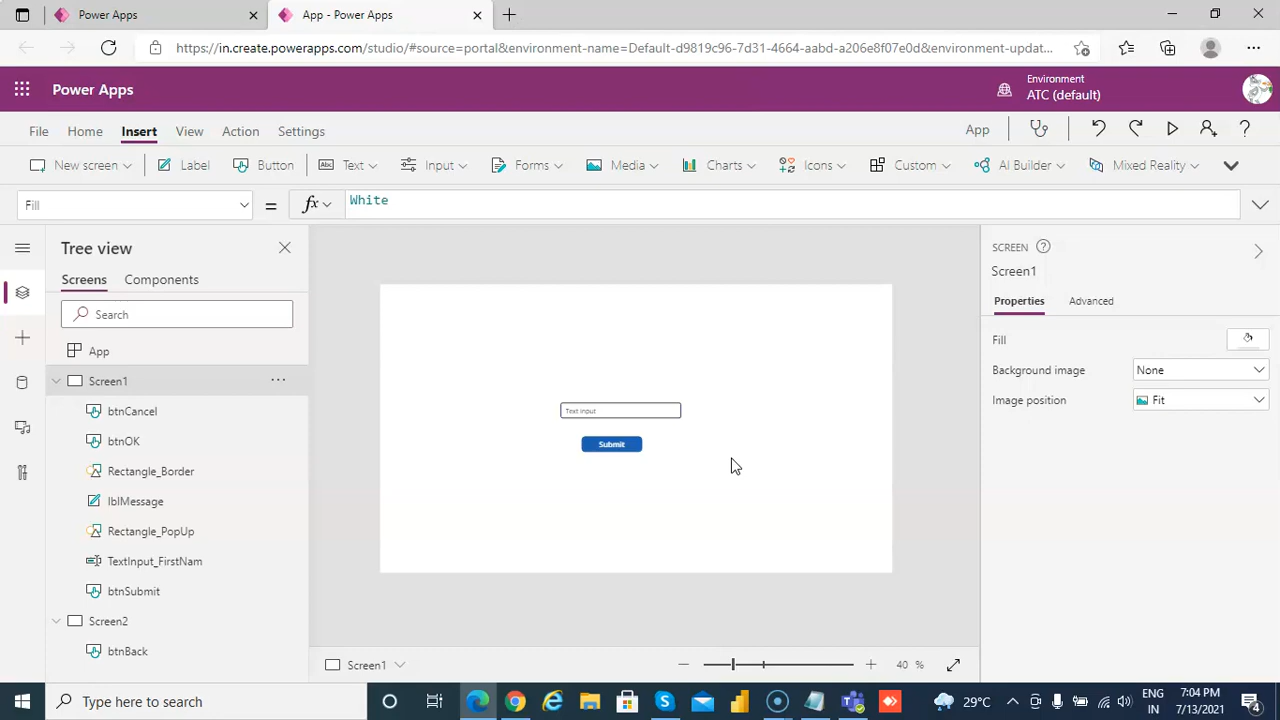 Power Apps
App - Power Apps
https://in.create.powerapps.com/studio/#source=portal&environment-name=Default-d9819c96-7d31-4664-aabd-a206e8f07e0d&environment-updat...
Power Apps
Environment
ATC (default)
File Home Insert View Action Settings App
New screen Label Button Text Input Forms Media Charts Icons Custom AI Builder Mixed Reality
Fill = fx White
Tree view
Screens Components
Search
App
Screen1
btnCancel
btnOK
Rectangle_Border
lblMessage
Rectangle_PopUp
TextInput_FirstNam
btnSubmit
Screen2
btnBack
Text input
Submit
SCREEN
Screen1
Properties Advanced
Fill
Background image None
Image position Fit
Screen1
40 %
Type here to search
29°C
ENG
IN
7:04 PM
7/13/2021
4